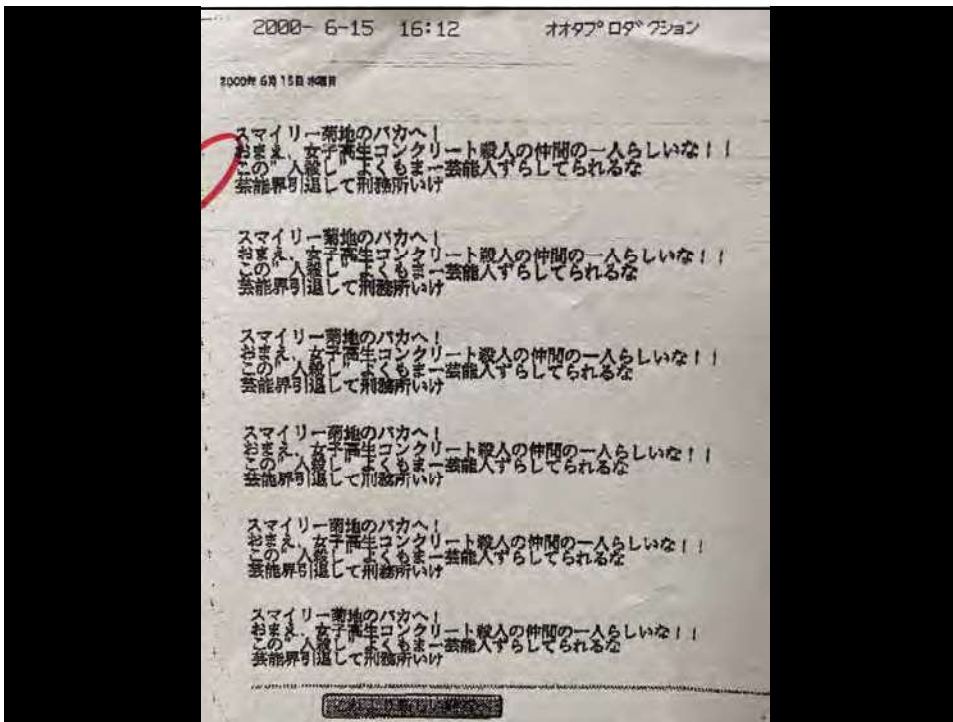 2000- 6-15 16:12 オオタプロダクション
2000年 6月 15日 木曜日
スマイリー菊地のバカへ!
おまえ、女子高生コンクリート殺人の仲間の一人らしいな!!
この"人殺し"よくもまー芸能人ずらしてられるな
芸能界引退して刑務所いけ
スマイリー菊地のバカへ!
おまえ、女子高生コンクリート殺人の仲間の一人らしいな!!
この"人殺し"よくもまー芸能人ずらしてられるな
芸能界引退して刑務所いけ
スマイリー菊地のバカへ!
おまえ、女子高生コンクリート殺人の仲間の一人らしいな!!
この"人殺し"よくもまー芸能人ずらしてられるな
芸能界引退して刑務所いけ
スマイリー菊地のバカへ!
おまえ、女子高生コンクリート殺人の仲間の一人らしいな!!
この"人殺し"よくもまー芸能人ずらしてられるな
芸能界引退して刑務所いけ
スマイリー菊地のバカへ!
おまえ、女子高生コンクリート殺人の仲間の一人らしいな!!
この"人殺し"よくもまー芸能人ずらしてられるな
芸能界引退して刑務所いけ
スマイリー菊地のバカへ!
おまえ、女子高生コンクリート殺人の仲間の一人らしいな!!
この"人殺し"よくもまー芸能人ずらしてられるな
芸能界引退して刑務所いけ